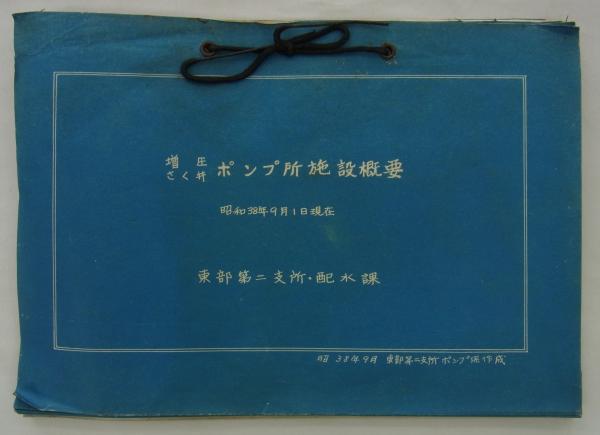 増圧
さく井 ポンプ所施設概要
昭和38年9月1日現在
東部第二支所・配水課
昭 38年9月 東部第二支所ポンプ係作成